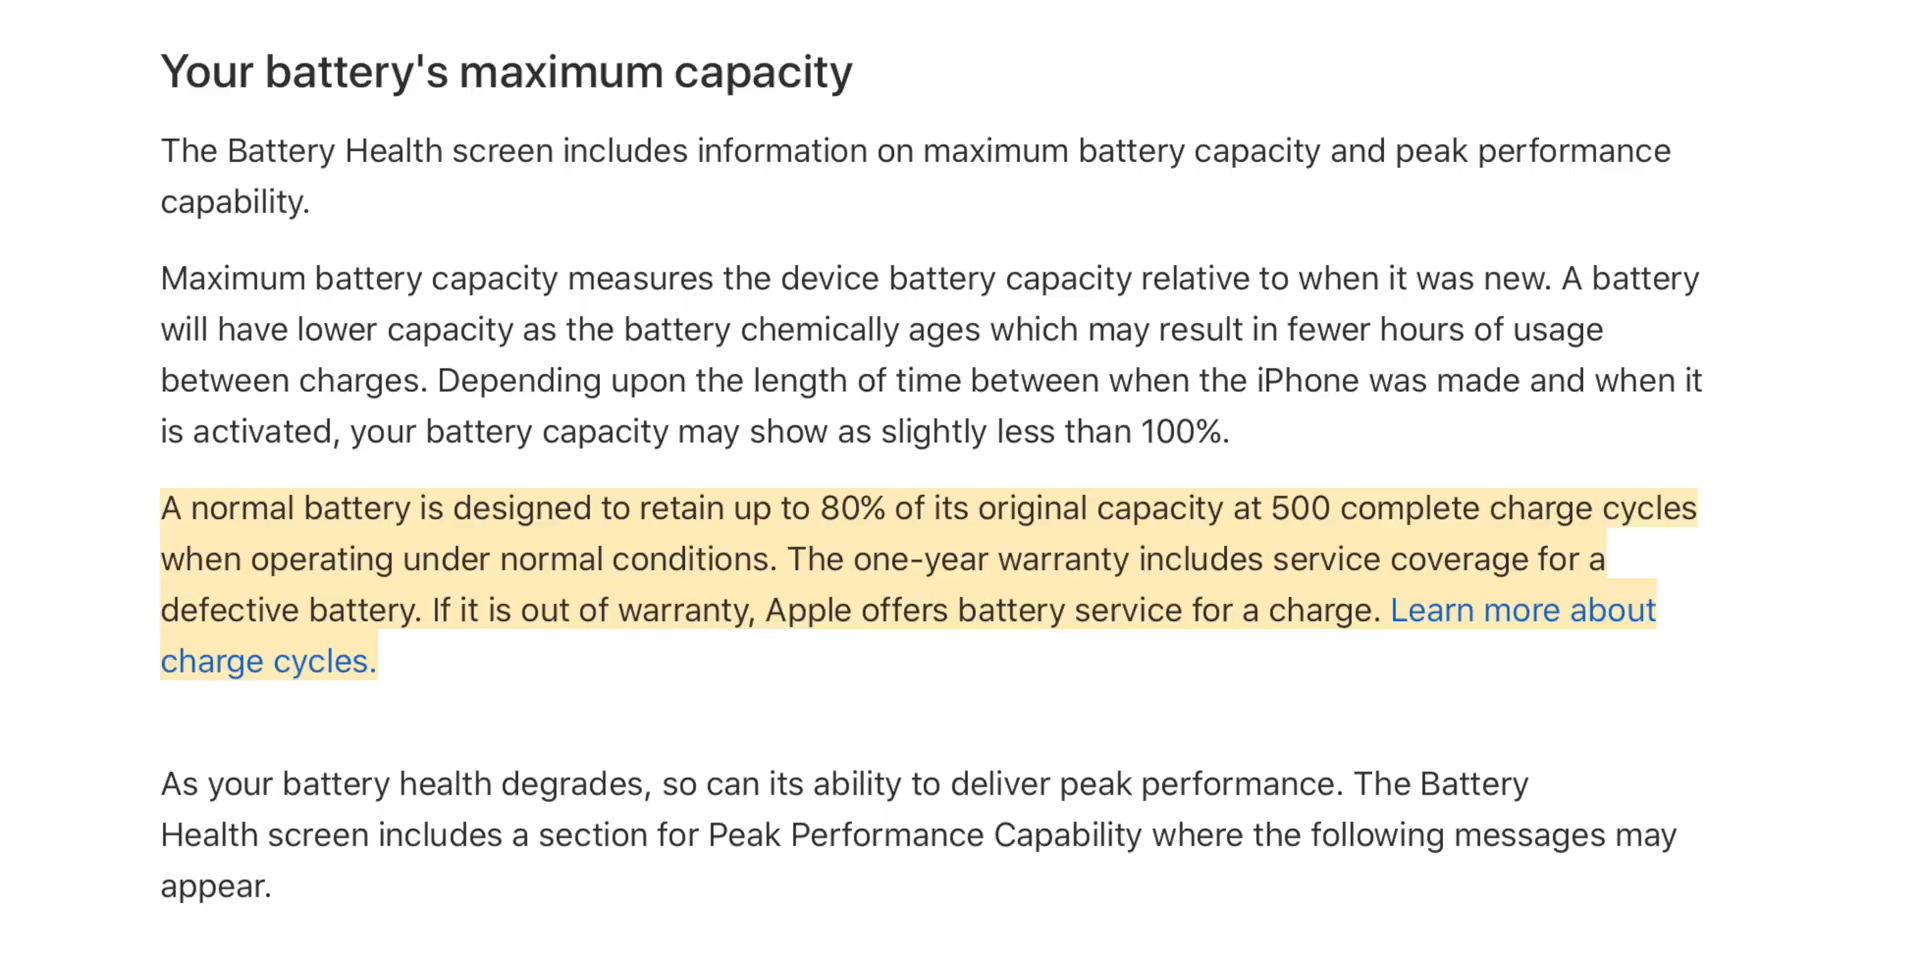 Your battery's maximum capacity
The Battery Health screen includes information on maximum battery capacity and peak performance
capability.
Maximum battery capacity measures the device battery capacity relative to when it was new. A battery
will have lower capacity as the battery chemically ages which may result in fewer hours of usage
between charges. Depending upon the length of time between when the iPhone was made and when it
is activated, your battery capacity may show as slightly less than 100%.
A normal battery is designed to retain up to 80% of its original capacity at 500 complete charge cycles
when operating under normal conditions. The one-year warranty includes service coverage for a
defective battery. If it is out of warranty, Apple offers battery service for a charge. Learn more about
charge cycles.
As your battery health degrades, so can its ability to deliver peak performance. The Battery
Health screen includes a section for Peak Performance Capability where the following messages may
appear.